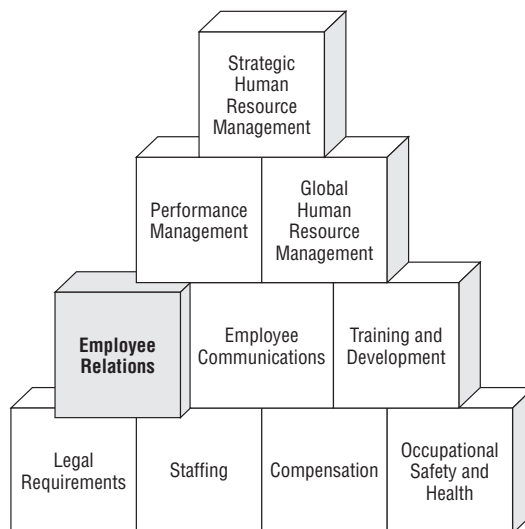 Strategic
Human
Resource
Management
Performance
Management
Global
Human
Resource
Management
Employee
Relations
Employee
Communications
Training and
Development
Legal
Requirements
Staffing
Compensation
Occupational
Safety and
Health